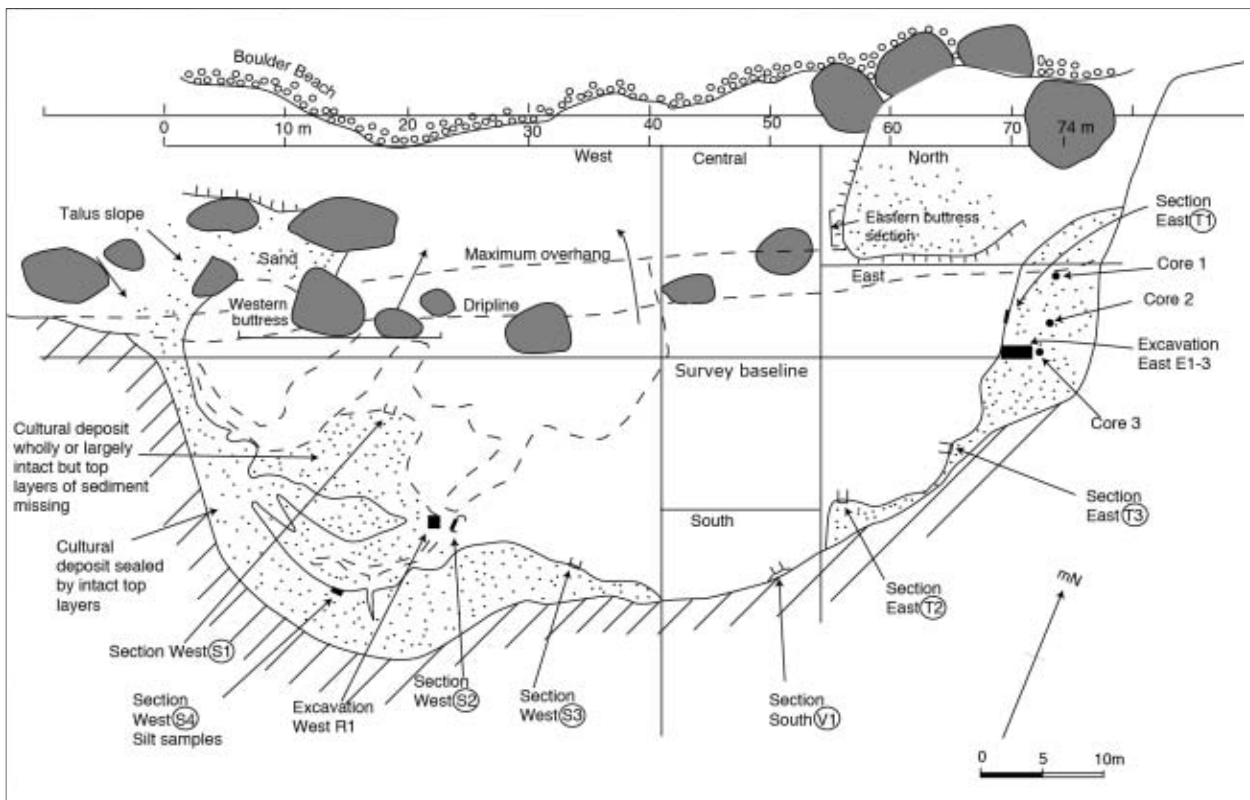 Boulder Beach
0
10 m
20
30
40
50
60
70
74 m
West
Central
North
Talus slope
Sand
Maximum overhang
Eastern buttress
section
Section
East T1
East
Core 1
Western
buttress
Dripline
Core 2
Excavation
East E1-3
Survey baseline
Core 3
Cultural deposit
wholly or largely
intact but top
layers of sediment
missing
Section
East T3
South
Cultural
deposit sealed
by intact top
layers
mN
Section
East T2
Section West S1
Section
West S4
Silt samples
Excavation
West R1
Section
West S2
Section
West S3
Section
South V1
0
5
10m